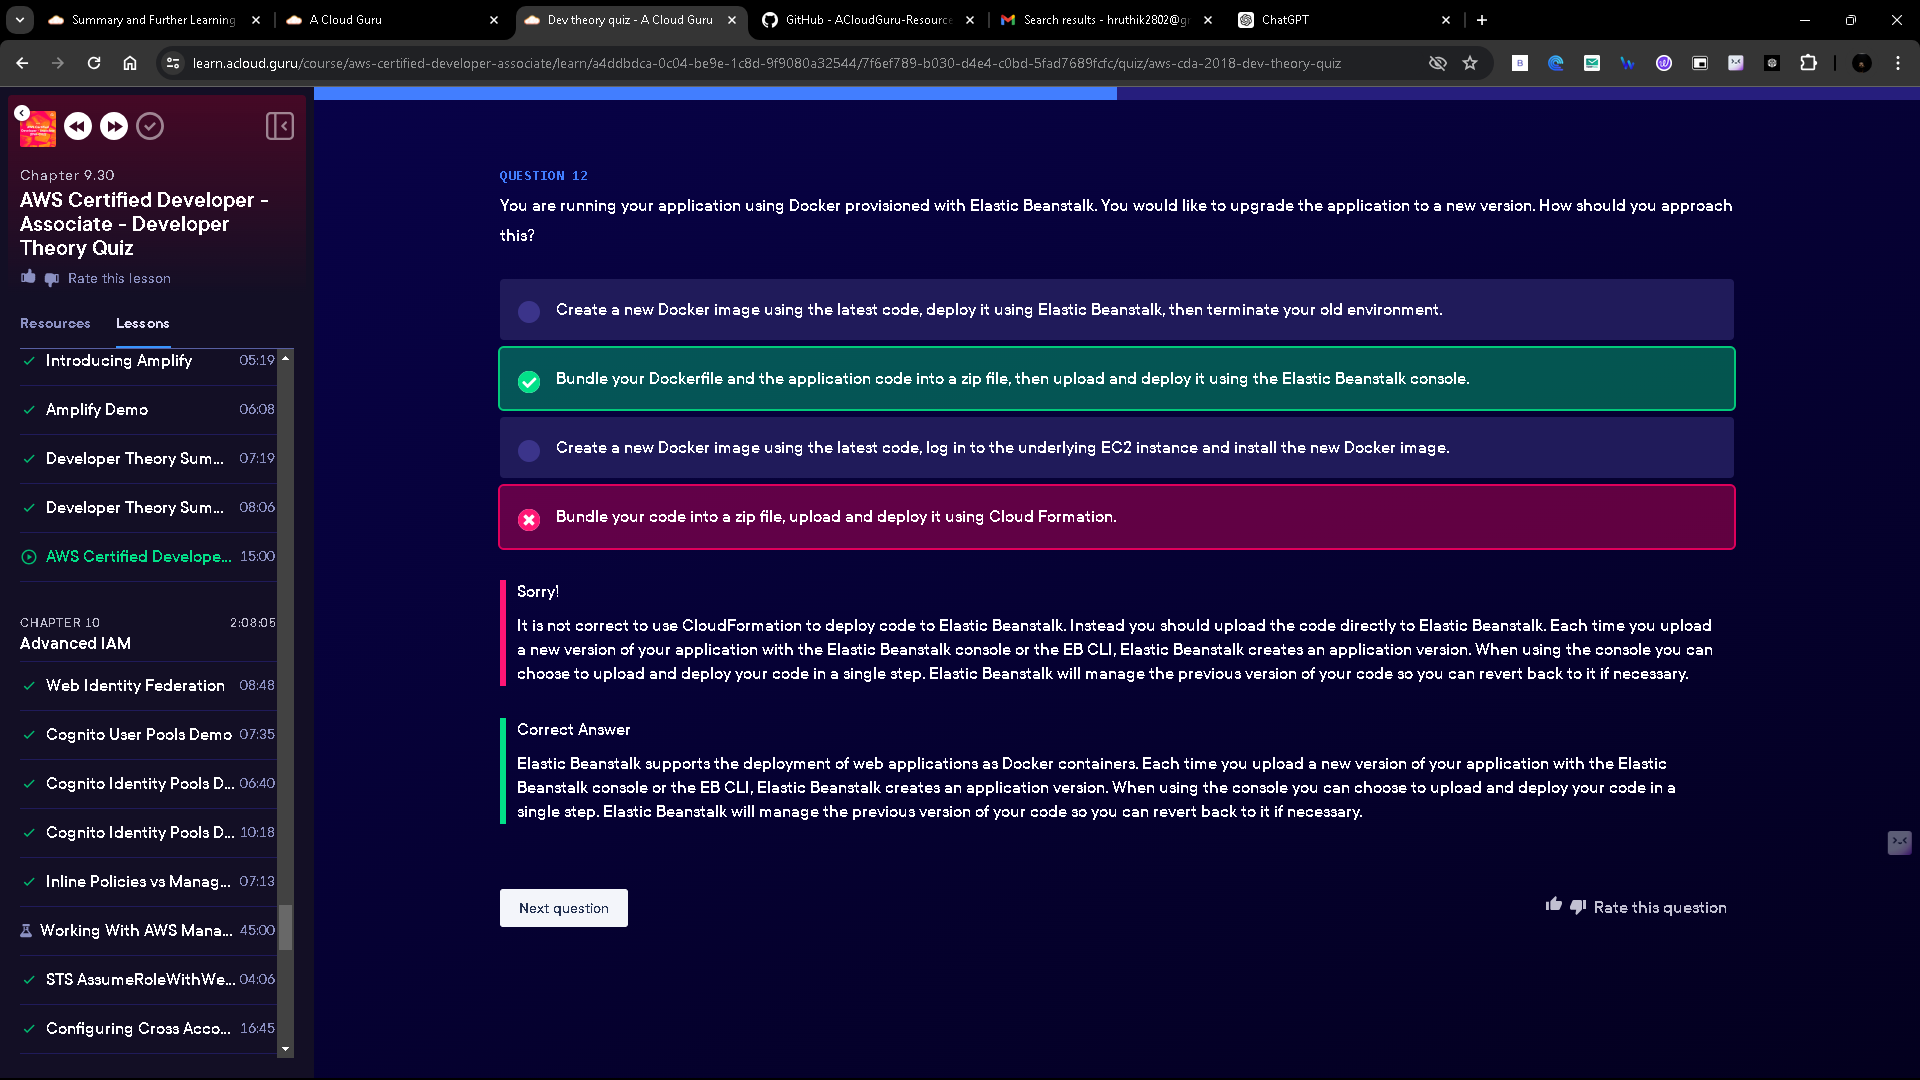 Summary and Further Learning
A Cloud Guru
Dev theory quiz - A Cloud Guru
GitHub - ACloudGuru-Resource
Search results - hruthik2802@gr
ChatGPT
learn.acloud.guru/course/aws-certified-developer-associate/learn/a4ddbdca-0c04-be9e-1c8d-9f9080a32544/7f6ef789-b030-d4e4-c0bd-5fad7689fcfc/quiz/aws-cda-2018-dev-theory-quiz
Chapter 9.30
AWS Certified Developer -
Associate - Developer
Theory Quiz
Rate this lesson
Resources
Lessons
Introducing Amplify 05:19
Amplify Demo 06:08
Developer Theory Sum... 07:19
Developer Theory Sum... 08:06
AWS Certified Develope... 15:00
CHAPTER 10 2:08:05
Advanced IAM
Web Identity Federation 08:48
Cognito User Pools Demo 07:35
Cognito Identity Pools D... 06:40
Cognito Identity Pools D... 10:18
Inline Policies vs Manag... 07:13
Working With AWS Mana... 45:00
STS AssumeRoleWithWe... 04:06
Configuring Cross Acco... 16:45
QUESTION 12
You are running your application using Docker provisioned with Elastic Beanstalk. You would like to upgrade the application to a new version. How should you approach
this?
Create a new Docker image using the latest code, deploy it using Elastic Beanstalk, then terminate your old environment.
Bundle your Dockerfile and the application code into a zip file, then upload and deploy it using the Elastic Beanstalk console.
Create a new Docker image using the latest code, log in to the underlying EC2 instance and install the new Docker image.
Bundle your code into a zip file, upload and deploy it using Cloud Formation.
Sorry!
It is not correct to use CloudFormation to deploy code to Elastic Beanstalk. Instead you should upload the code directly to Elastic Beanstalk. Each time you upload
a new version of your application with the Elastic Beanstalk console or the EB CLI, Elastic Beanstalk creates an application version. When using the console you can
choose to upload and deploy your code in a single step. Elastic Beanstalk will manage the previous version of your code so you can revert back to it if necessary.
Correct Answer
Elastic Beanstalk supports the deployment of web applications as Docker containers. Each time you upload a new version of your application with the Elastic
Beanstalk console or the EB CLI, Elastic Beanstalk creates an application version. When using the console you can choose to upload and deploy your code in a
single step. Elastic Beanstalk will manage the previous version of your code so you can revert back to it if necessary.
Next question
Rate this question